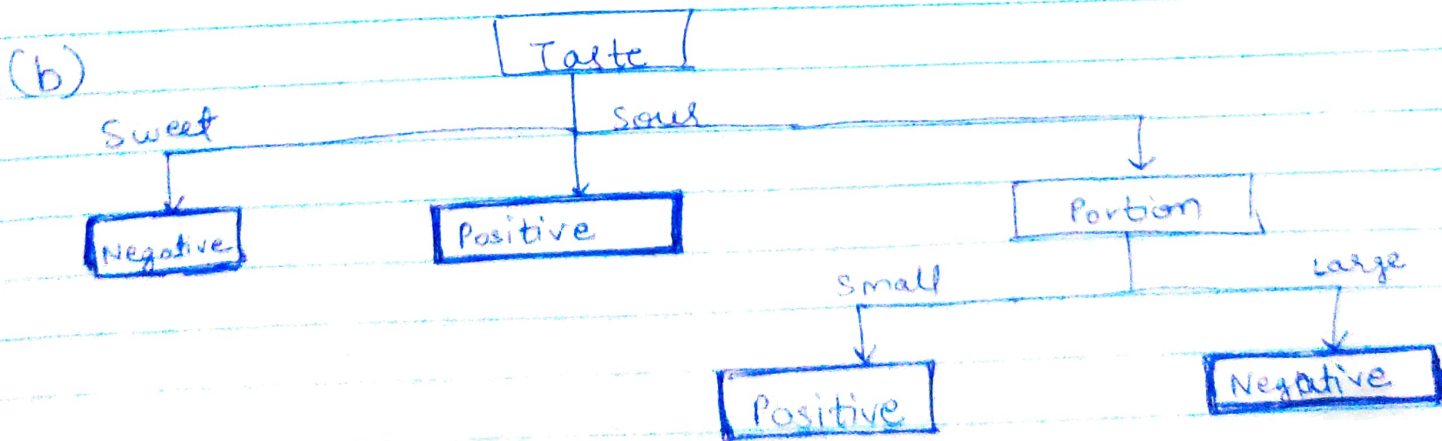 (b)
Taste
Sweet Sour
Negative Positive Portion
Small Large
Positive Negative